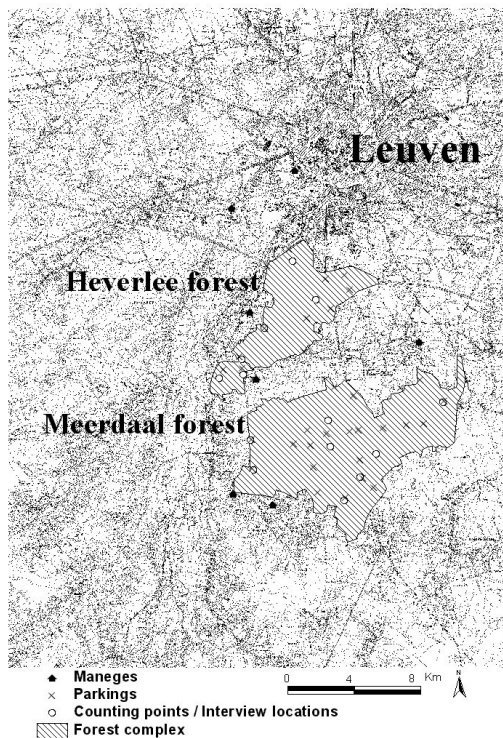 Leuven
Heverlee forest
Meerdaal forest
Maneges
Parkings
Counting points / Interview locations
Forest complex
0 4 8 Km
N